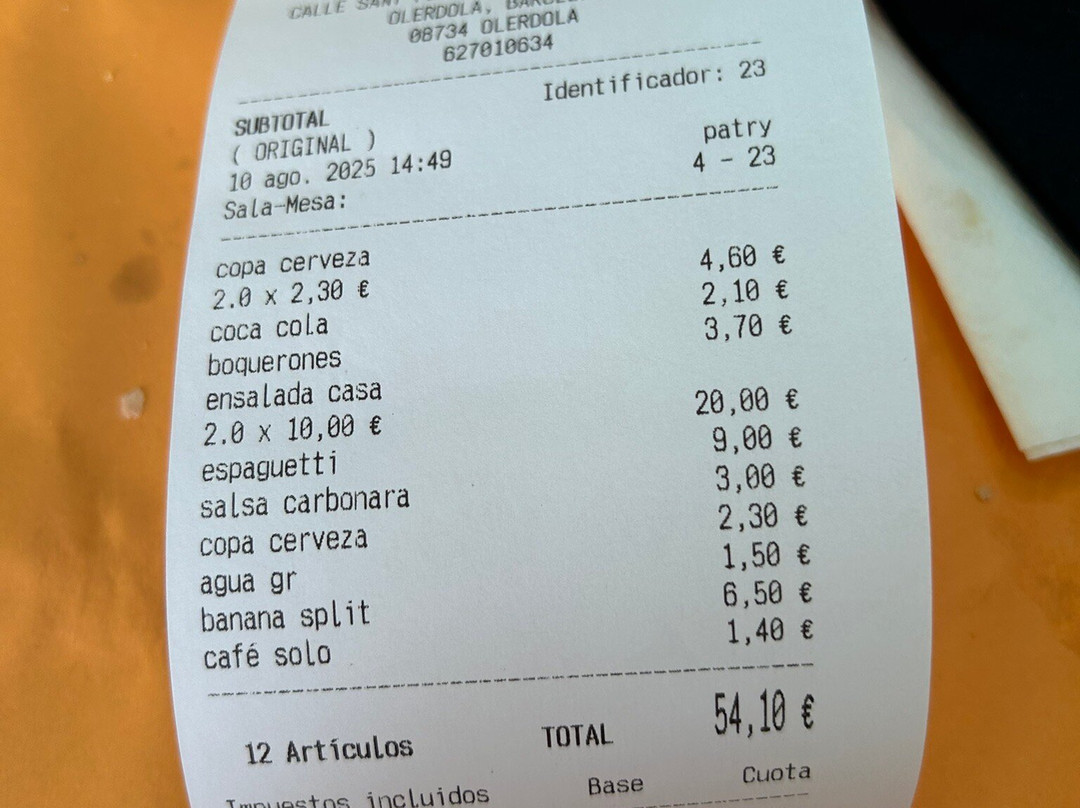 CALLE
OLERDOLA,
08734 OLERDOLA
627010634
Identificador: 23
SUBTOTAL
( ORIGINAL ) patry
10 ago. 2025 14:49 4 - 23
Sala-Mesa:
copa cerveza 4,60 €
2.0 x 2,30 €
coca cola 2,10 €
boquerones 3,70 €
ensalada casa
2.0 x 10,00 € 20,00 €
espaguetti 9,00 €
salsa carbonara 3,00 €
copa cerveza 2,30 €
agua gr 1,50 €
banana split 6,50 €
café solo 1,40 €
12 Artículos TOTAL 54,10 €
Impuestos incluidos Base Cuota